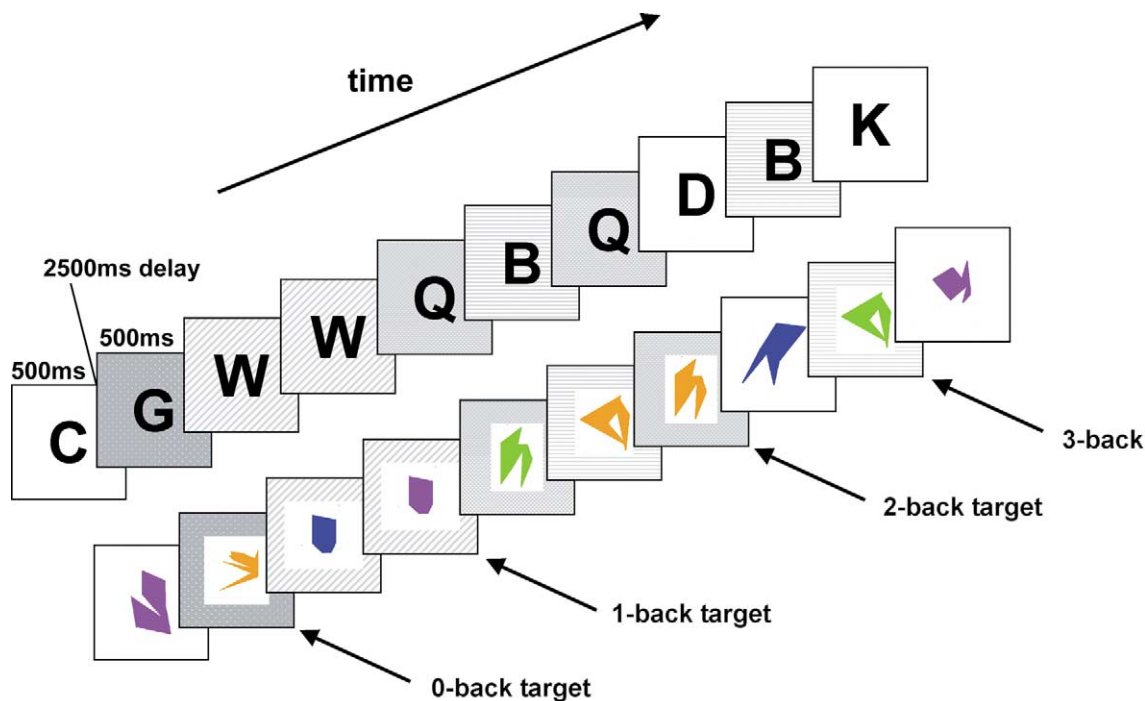 time
K
B
D
Q
B
Q
W
W
G
C
2500ms delay
500ms
500ms
3-back
2-back target
1-back target
0-back target